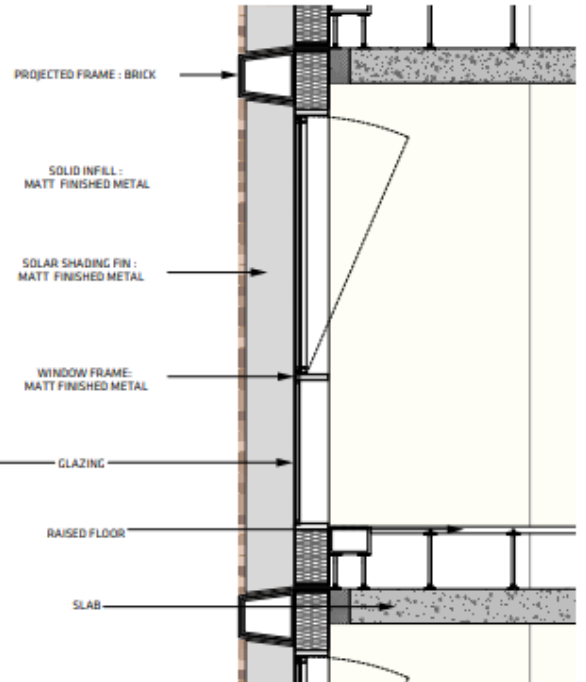 PROJECTED FRAME : BRICK
SOLID INFILL :
MATT FINISHED METAL
SOLAR SHADING FIN :
MATT FINISHED METAL
WINDOW FRAME:
MATT FINISHED METAL
GLAZING
RAISED FLOOR
SLAB